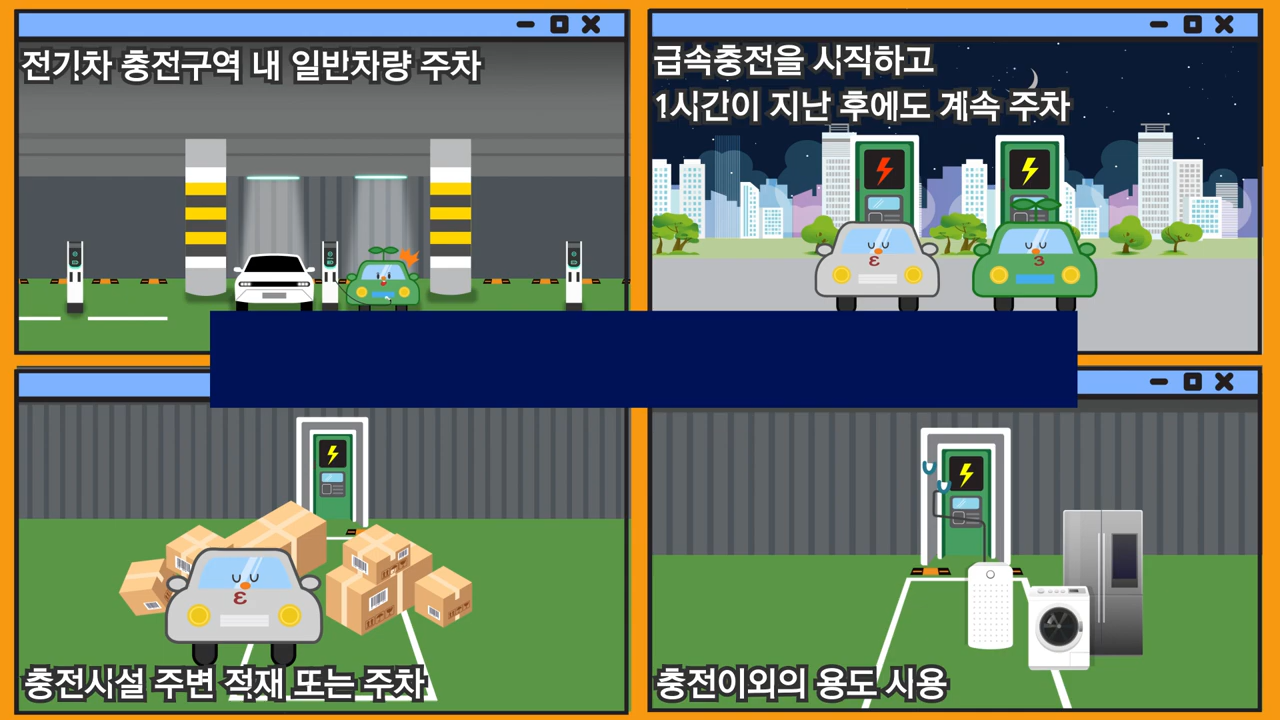 전기차 충전구역 내 일반차량 주차
급속충전을 시작하고
1시간이 지난 후에도 계속 주차
충전시설 주변 적재 또는 주차
충전이외의 용도 사용